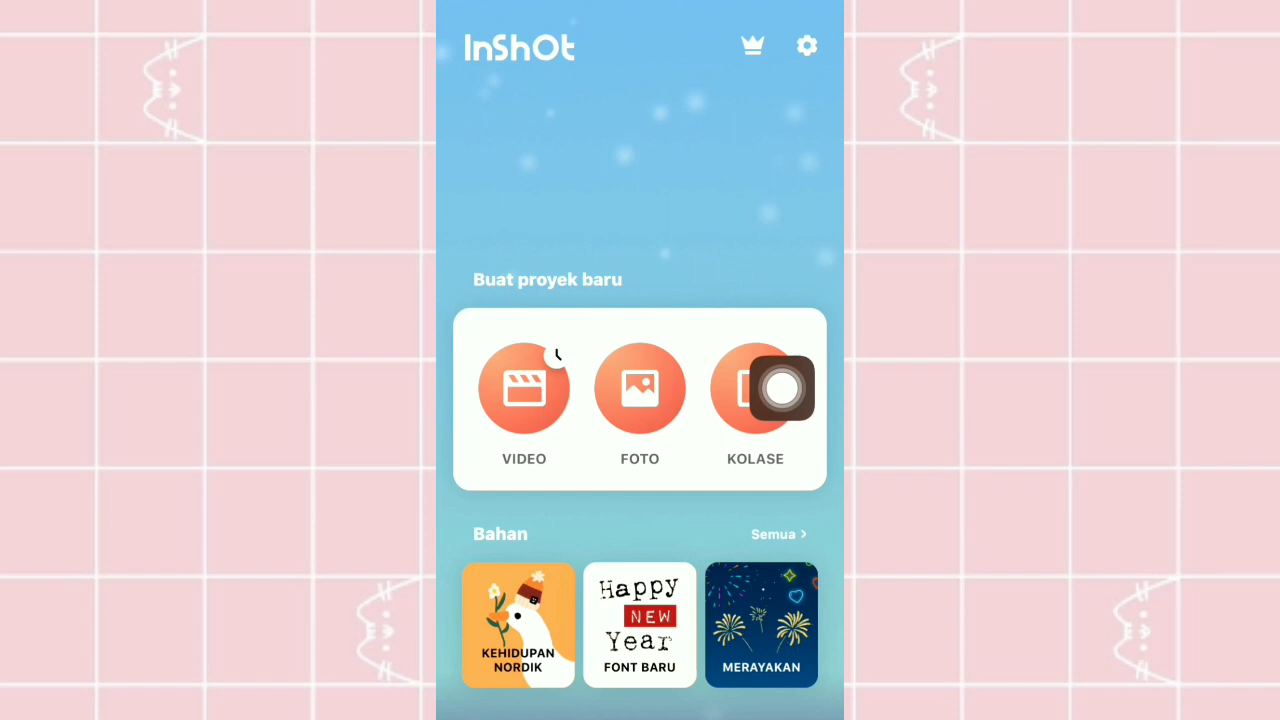 InShOt
Buat proyek baru
VIDEO
FOTO
KOLASE
Bahan
Semua >
KEHIDUPAN
NORDIK
Happy
NEW
Year
FONT BARU
MERAYAKAN